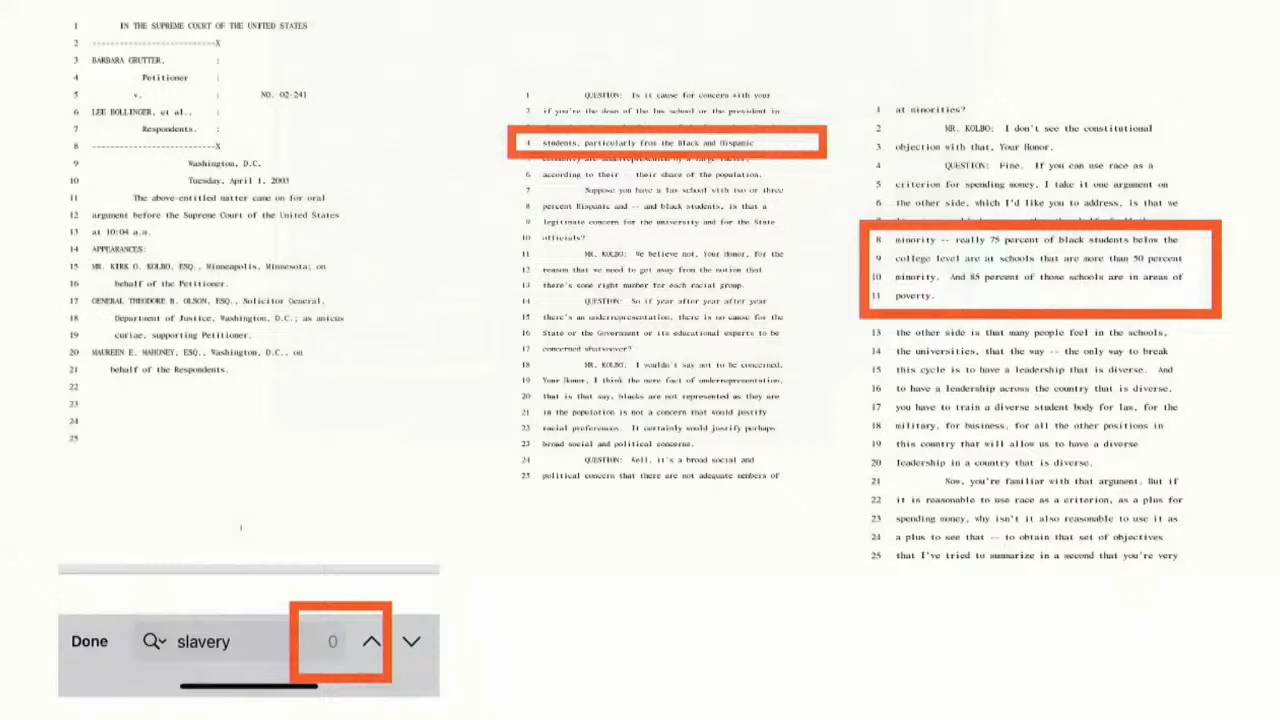 1 IN THE SUPREME COURT OF THE UNITED STATES
2 ---------------------------X
3 BARBARA GRUTTER, :
4 Petitioner :
5 v. : NO. 02-241
6 LEE BOLLINGER, et al., :
7 Respondents. :
8 ---------------------------X
9 Washington, D.C.
10 Tuesday, April 1, 2003
11 The above-entitled matter came on for oral
12 argument before the Supreme Court of the United States
13 at 10:04 a.m.
14 APPEARANCES:
15 MR. KIRK O. KOLBO, ESQ., Minneapolis, Minnesota; on
16 behalf of the Petitioner.
17 GENERAL THEODORE B. OLSON, ESQ., Solicitor General,
18 Department of Justice, Washington, D.C.; as amicus
19 curiae, supporting Petitioner.
20 MAUREEN E. MAHONEY, ESQ., Washington, D.C., on
21 behalf of the Respondents.
22
23
24
25
1
Done slavery 0
1 QUESTION: Is it cause for concern with your
2 if you're the dean of the law school or the president in
4 students, particularly from the Black and Hispanic
6 according to their -- their share of the population.
7 Suppose you have a law school with two or three
8 percent Hispanic and -- and black students, is that a
9 legitimate concern for the university and for the State
10 officials?
11 MR. KOLBO: We believe not, Your Honor, for the
12 reason that we need to get away from the notion that
13 there's some right number for each racial group.
14 QUESTION: So if year after year after year
15 there's an underrepresentation, there is no cause for the
16 State or the Government or its educational experts to be
17 concerned whatsoever?
18 MR. KOLBO: I wouldn't say not to be concerned,
19 Your Honor, I think the mere fact of underrepresentation,
20 that is that say, blacks are not represented as they are
21 in the population is not a concern that would justify
22 racial preferences. It certainly would justify perhaps
23 broad social and political concerns.
24 QUESTION: Well, it's a broad social and
25 political concern that there are not adequate members of
1 at minorities?
2 MR. KOLBO: I don't see the constitutional
3 objection with that, Your Honor.
4 QUESTION: Fine. If you can use race as a
5 criterion for spending money, I take it one argument on
6 the other side, which I'd like you to address, is that we
8 minority -- really 75 percent of black students below the
9 college level are at schools that are more than 50 percent
10 minority. And 85 percent of those schools are in areas of
11 poverty.
13 the other side is that many people feel in the schools,
14 the universities, that the way -- the only way to break
15 this cycle is to have a leadership that is diverse. And
16 to have a leadership across the country that is diverse,
17 you have to train a diverse student body for law, for the
18 military, for business, for all the other positions in
19 this country that will allow us to have a diverse
20 leadership in a country that is diverse.
21 Now, you're familiar with that argument. But if
22 it is reasonable to use race as a criterion, as a plus for
23 spending money, why isn't it also reasonable to use it as
24 a plus to see that -- to obtain that set of objectives
25 that I've tried to summarize in a second that you're very